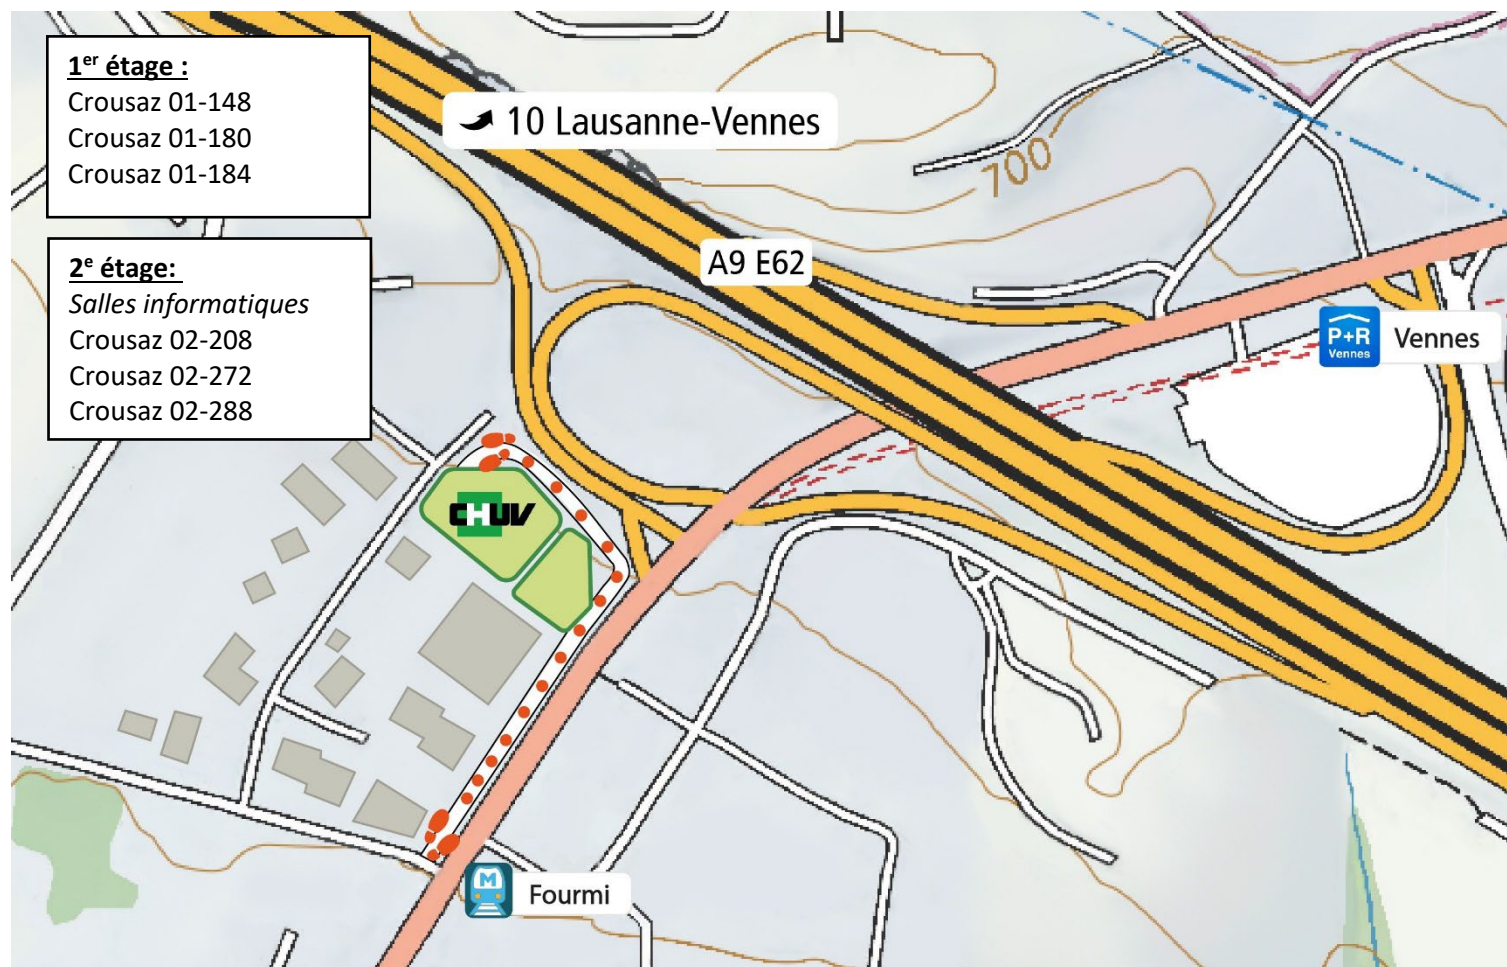 1er étage :
Crousaz 01-148
Crousaz 01-180
Crousaz 01-184
2e étage:
Salles informatiques
Crousaz 02-208
Crousaz 02-272
Crousaz 02-288
10 Lausanne-Vennes
700
A9 E62
P+R
Vennes
Vennes
CHUV
M
Fourmi